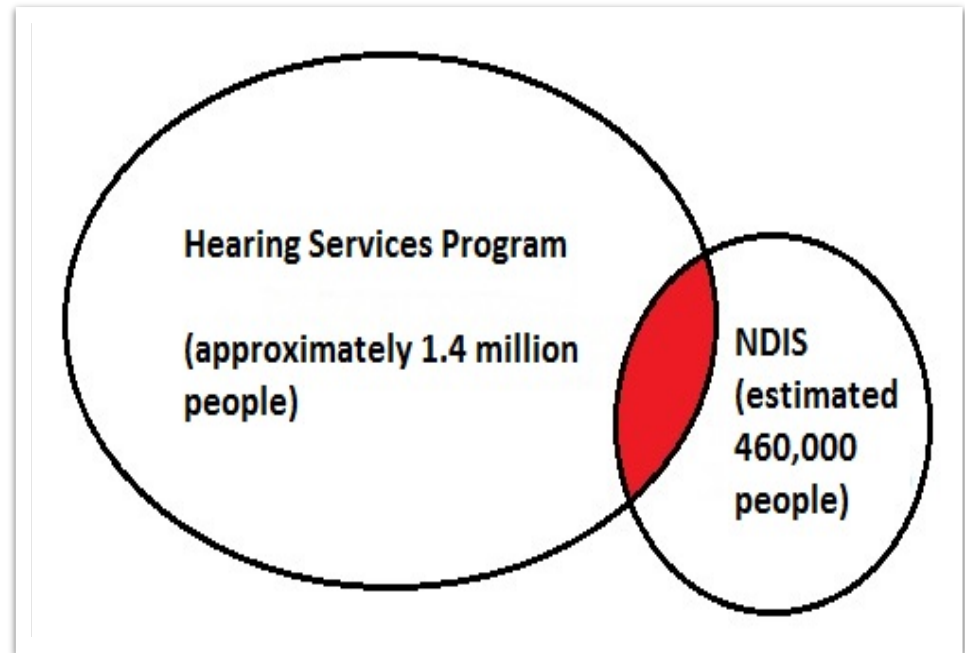 Hearing Services Program
(approximately 1.4 million
people)
NDIS
(estimated
460,000
people)